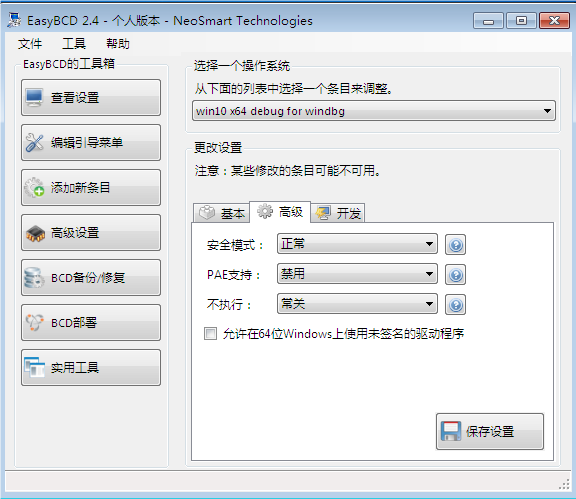 EasyBCD 2.4 - 个人版本 - NeoSmart Technologies
文件 工具 帮助
EasyBCD的工具箱
查看设置
编辑引导菜单
添加新条目
高级设置
BCD备份/修复
BCD部署
实用工具
选择一个操作系统
从下面的列表中选择一个条目来调整。
win10 x64 debug for windbg
更改设置
注意：某些修改的条目可能不可用。
基本 高级 开发
安全模式： 正常
PAE支持： 禁用
不执行： 常关
允许在64位Windows上使用未签名的驱动程序
保存设置